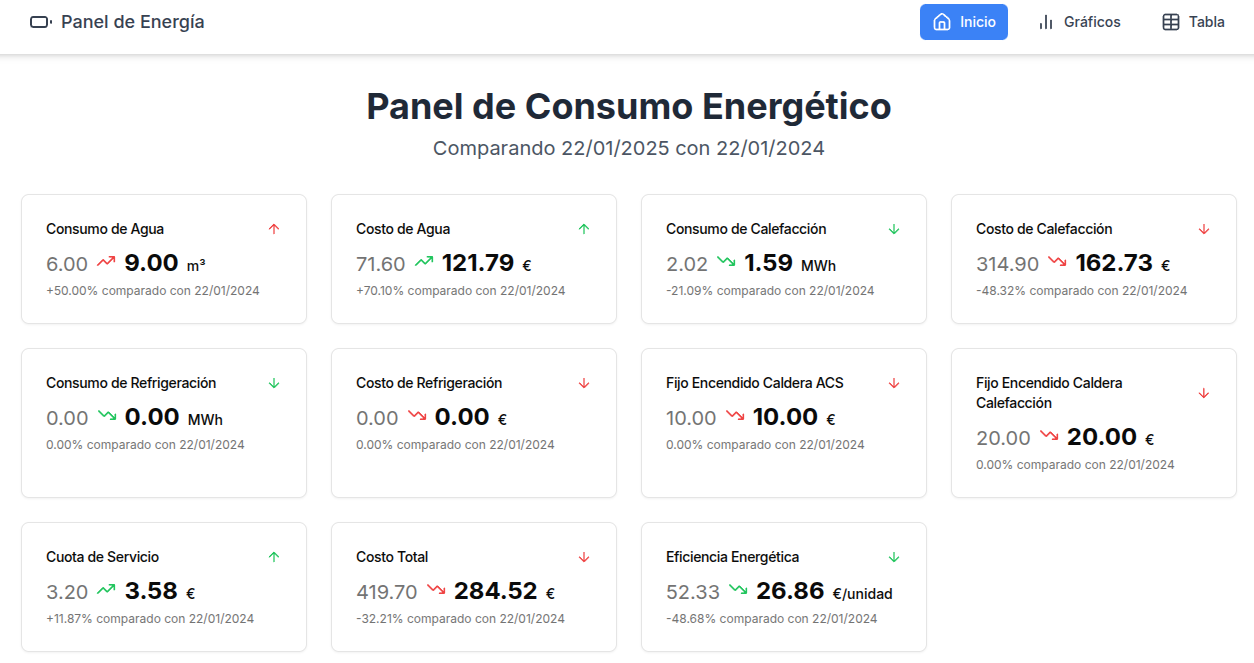 Panel de Energía
Inicio
Gráficos
Tabla
Panel de Consumo Energético
Comparando 22/01/2025 con 22/01/2024
Consumo de Agua
6.00 9.00 m³
+50.00% comparado con 22/01/2024
Costo de Agua
71.60 121.79 €
+70.10% comparado con 22/01/2024
Consumo de Calefacción
2.02 1.59 MWh
-21.09% comparado con 22/01/2024
Costo de Calefacción
314.90 162.73 €
-48.32% comparado con 22/01/2024
Consumo de Refrigeración
0.00 0.00 MWh
0.00% comparado con 22/01/2024
Costo de Refrigeración
0.00 0.00 €
0.00% comparado con 22/01/2024
Fijo Encendido Caldera ACS
10.00 10.00 €
0.00% comparado con 22/01/2024
Fijo Encendido Caldera
Calefacción
20.00 20.00 €
0.00% comparado con 22/01/2024
Cuota de Servicio
3.20 3.58 €
+11.87% comparado con 22/01/2024
Costo Total
419.70 284.52 €
-32.21% comparado con 22/01/2024
Eficiencia Energética
52.33 26.86 €/unidad
-48.68% comparado con 22/01/2024